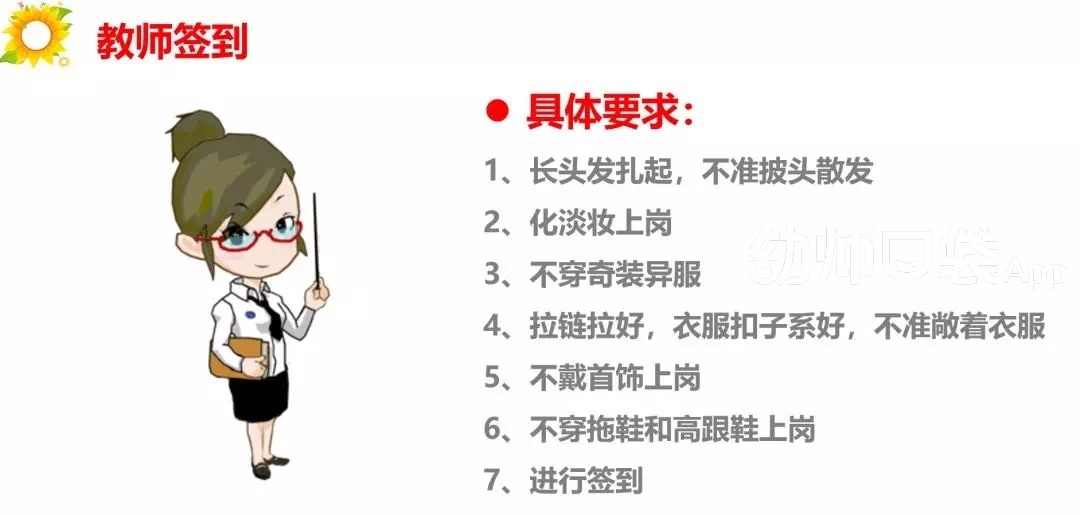 教师签到
● 具体要求：
1、长头发扎起，不准披头散发
2、化淡妆上岗
3、不穿奇装异服
幼师口袋App
4、拉链拉好，衣服扣子系好，不准敞着衣服
5、不戴首饰上岗
6、不穿拖鞋和高跟鞋上岗
7、进行签到